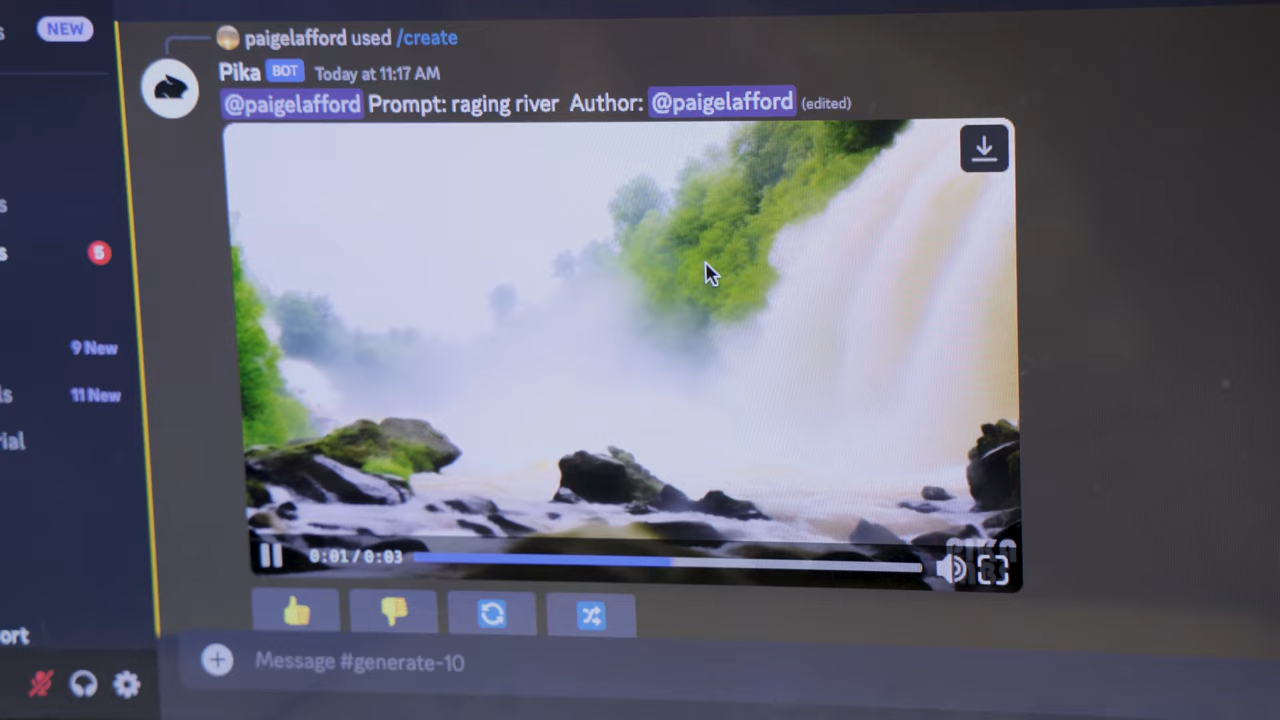 NEW
paigelafford used /create
Pika BOT Today at 11:17 AM
@paigelafford Prompt: raging river Author: @paigelafford (edited)
6
9 New
11 New
0:01/0:03
Message #generate-10